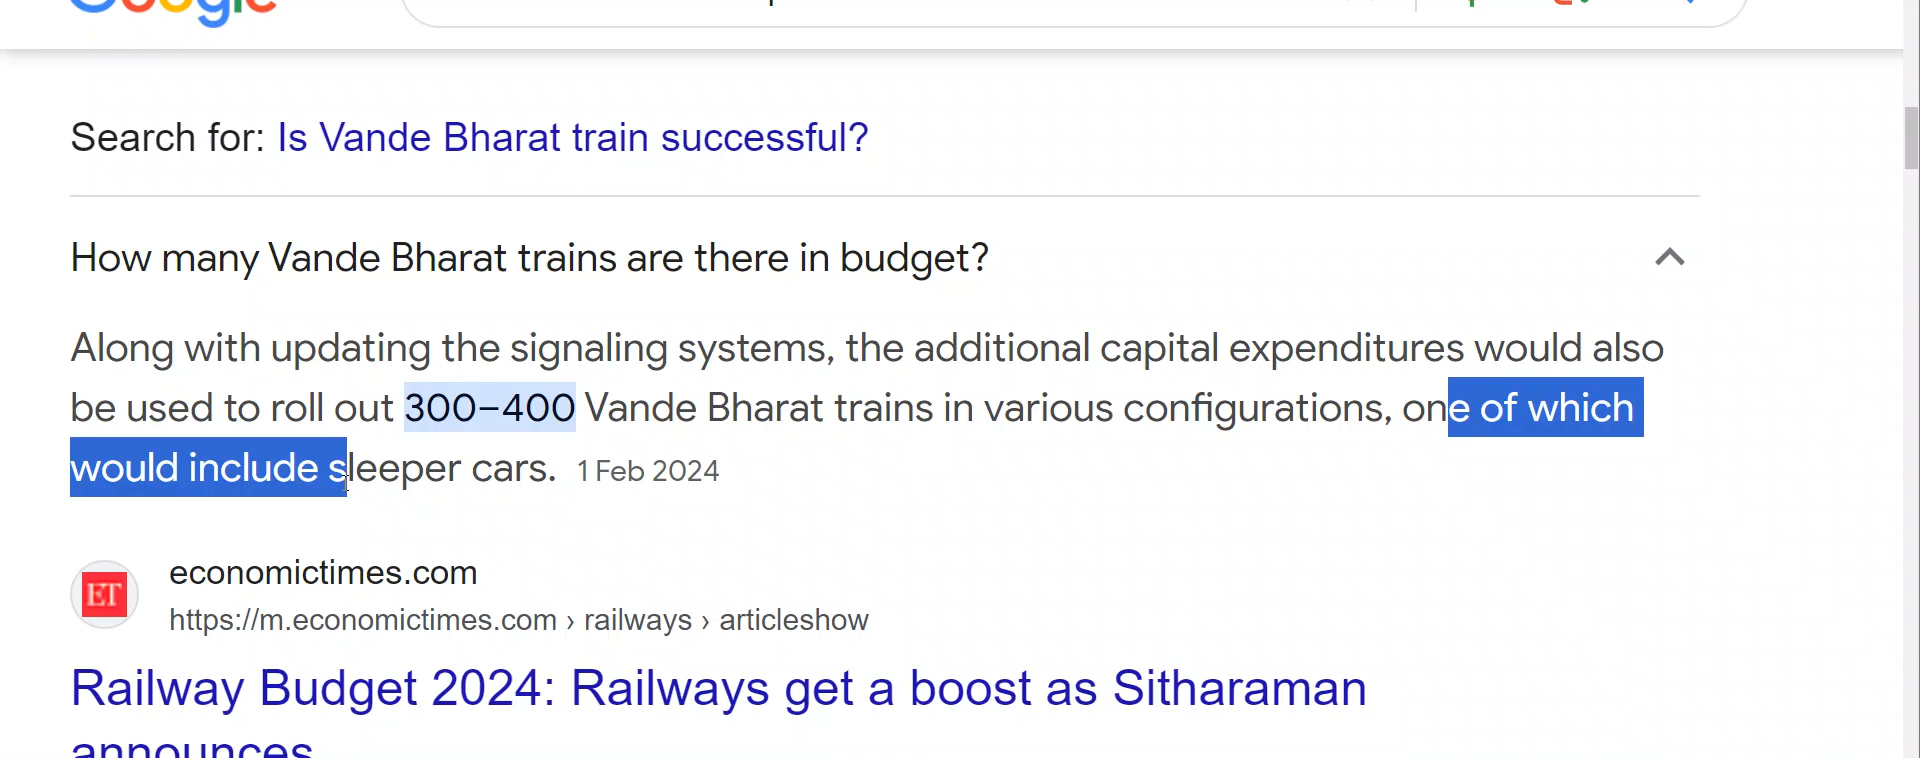 Google
Search for: Is Vande Bharat train successful?
How many Vande Bharat trains are there in budget?
Along with updating the signaling systems, the additional capital expenditures would also
be used to roll out 300–400 Vande Bharat trains in various configurations, one of which
would include sleeper cars. 1 Feb 2024
ET
economictimes.com
https://m.economictimes.com › railways › articleshow
Railway Budget 2024: Railways get a boost as Sitharaman
announces